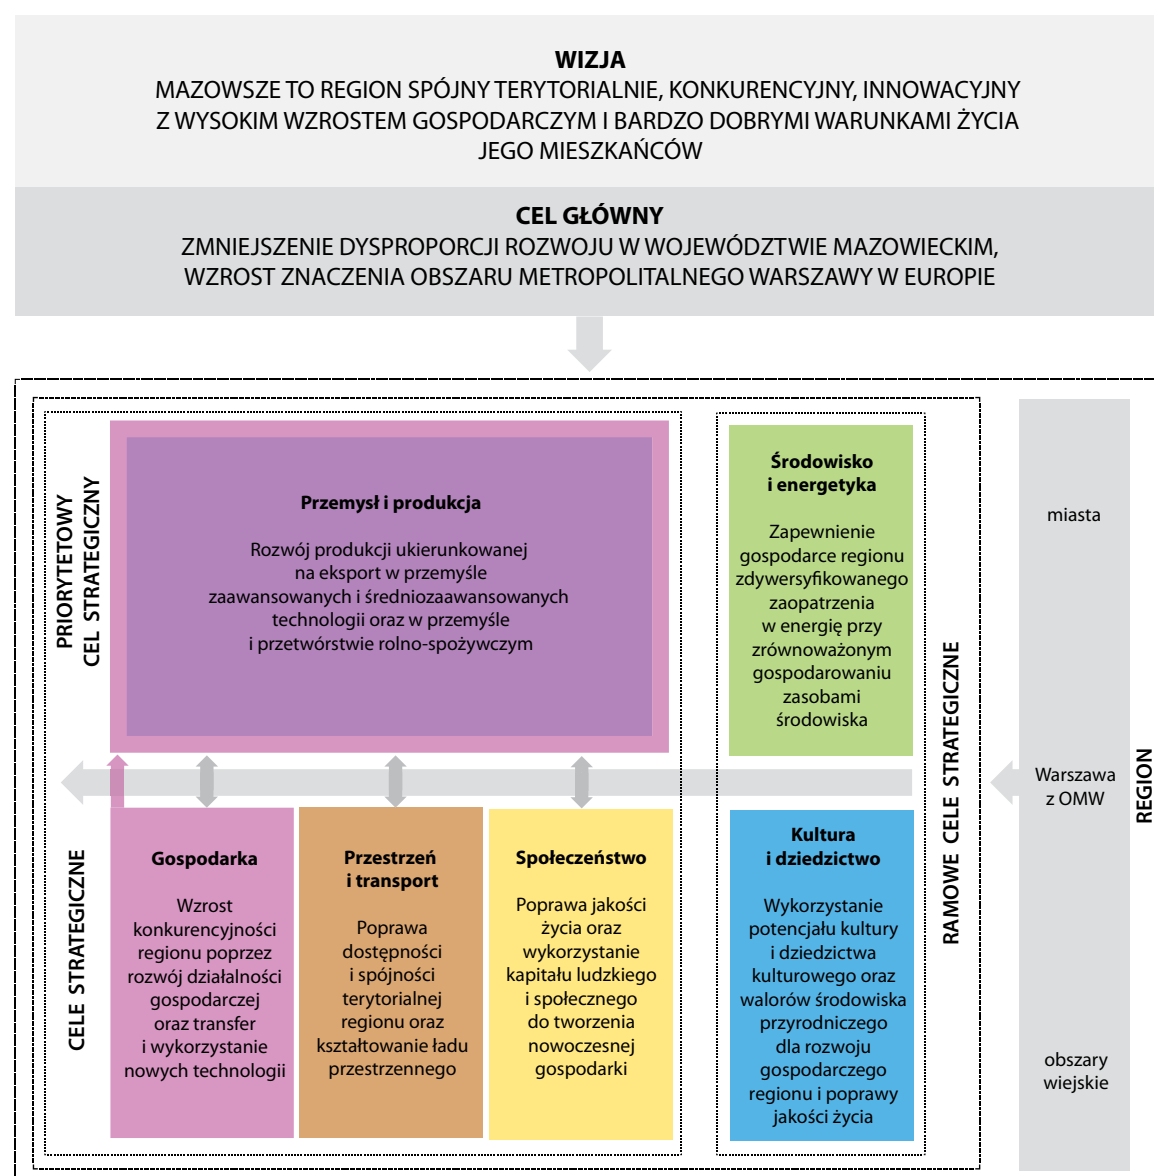 WIZJA
MAZOWSZE TO REGION SPÓJNY TERYTORIALNIE, KONKURENCYJNY, INNOWACYJNY
Z WYSOKIM WZROSTEM GOSPODARCZYM I BARDZO DOBRYMI WARUNKAMI ŻYCIA
JEGO MIESZKAŃCÓW
CEL GŁÓWNY
ZMNIEJSZENIE DYSPROPORCJI ROZWOJU W WOJEWÓDZTWIE MAZOWIECKIM,
WZROST ZNACZENIA OBSZARU METROPOLITALNEGO WARSZAWY W EUROPIE
PRIORYTETOWY
CEL STRATEGICZNY
Przemysł i produkcja
Rozwój produkcji ukierunkowanej
na eksport w przemyśle
zaawansowanych i średniozaawansowanych
technologii oraz w przemyśle
i przetwórstwie rolno-spożywczym
Środowisko
i energetyka
Zapewnienie
gospodarce regionu
zdywersyfikowanego
zaopatrzenia
w energię przy
zrównoważonym
gospodarowaniu
zasobami
środowiska
CELE STRATEGICZNE
Gospodarka
Wzrost
konkurencyjności
regionu poprzez
rozwój działalności
gospodarczej
oraz transfer
i wykorzystanie
nowych technologii
Przestrzeń
i transport
Poprawa
dostępności
i spójności
terytorialnej
regionu oraz
kształtowanie ładu
przestrzennego
Społeczeństwo
Poprawa jakości
życia oraz
wykorzystanie
kapitału ludzkiego
i społecznego
do tworzenia
nowoczesnej
gospodarki
Kultura
i dziedzictwo
Wykorzystanie
potencjału kultury
i dziedzictwa
kulturowego oraz
walorów środowiska
przyrodniczego
dla rozwoju
gospodarczego
regionu i poprawy
jakości życia
RAMOWE CELE STRATEGICZNE
miasta
Warszawa
z OMW
obszary
wiejskie
REGION